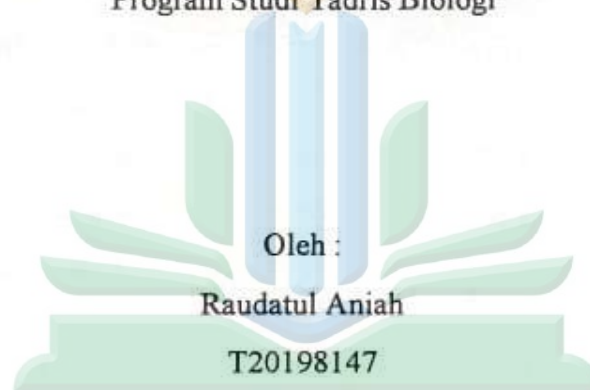 Program Studi Tadris Biologi
Oleh :
Raudatul Aniah
T20198147